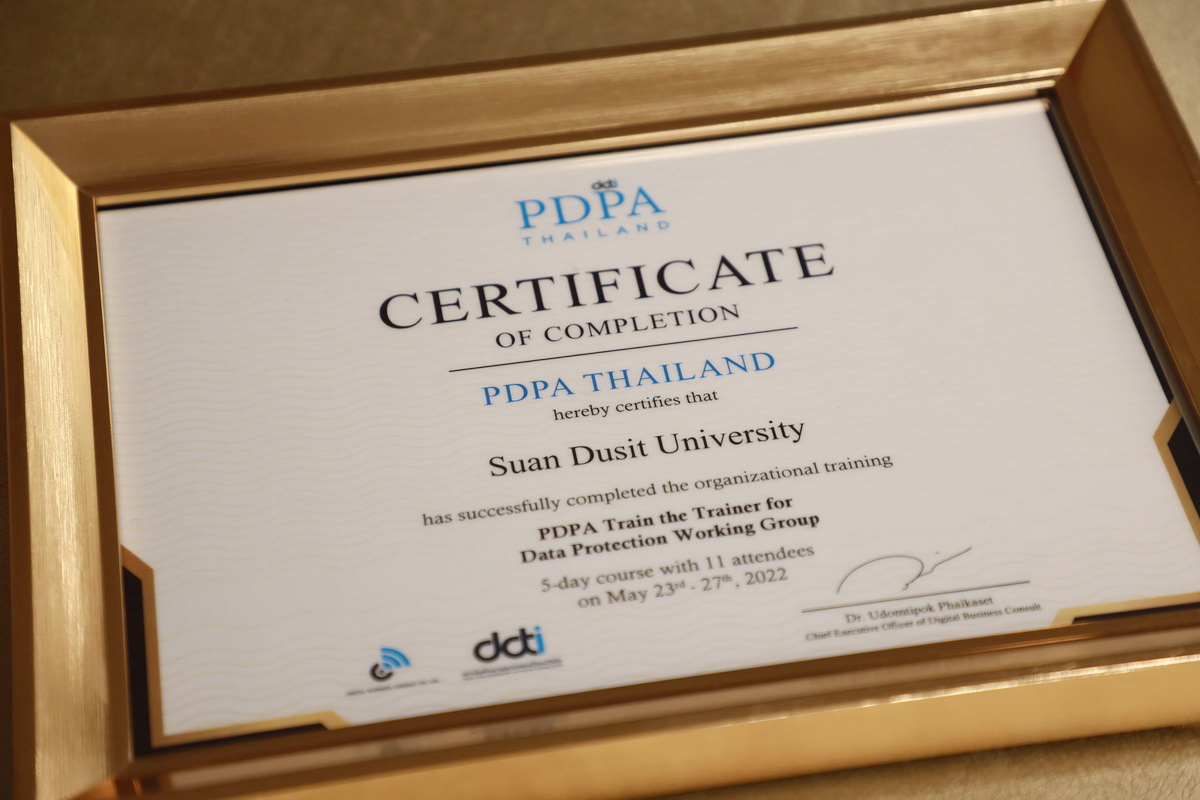 dcti
PDPA
THAILAND
CERTIFICATE
OF COMPLETION
PDPA THAILAND
hereby certifies that
Suan Dusit University
has successfully completed the organizational training
PDPA Train the Trainer for
Data Protection Working Group
5-day course with 11 attendees
on May 23rd - 27th, 2022
Dr. Udomtipok Phaikaset
Chief Executive Officer of Digital Business Consult
dcti